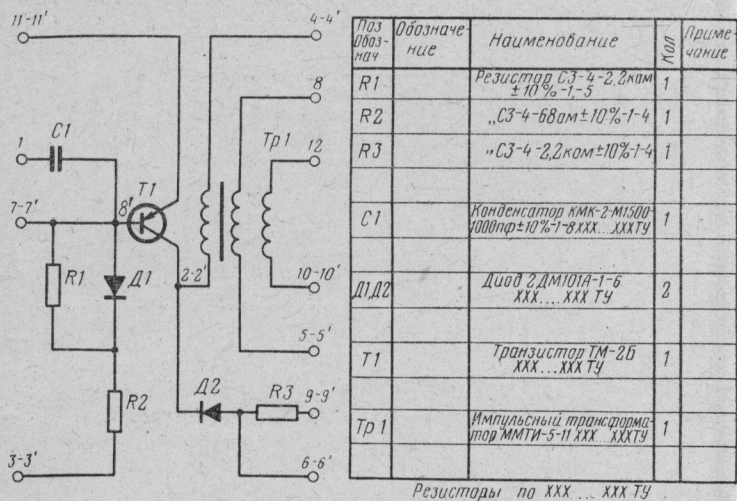 11-11'
4-4'
8
C1
Тр1
1
12
T1
7-7'
8'
R1
Д1
2-2'
10-10'
5-5'
R2
Д2
R3
9-9'
3-3'
6-6'
Поз Обозначение Наименование Кол Приме-
Обоз-
нач
чание
R1 Резистор С3-4-2,2ком 1
±10%-1-5
R2 „С3-4-68ом±10%-1-4 1
R3 „С3-4-2,2ком±10%-1-4 1
C1 Конденсатор КМК-2-М1500- 1
1000пф±10%-1-8ХХХ...ХХХТУ
Д1,Д2 Диод 2ДМ101А-1-6 2
ХХХ....ХХХ ТУ
T1 Транзистор ТМ-2Б 1
ХХХ...ХХХ ТУ
Тр1 Импульсный трансформа- 1
тор ММТИ-5-11 ХХХ...ХХХТУ
Резисторы по ХХХ ... ХХХ ТУ